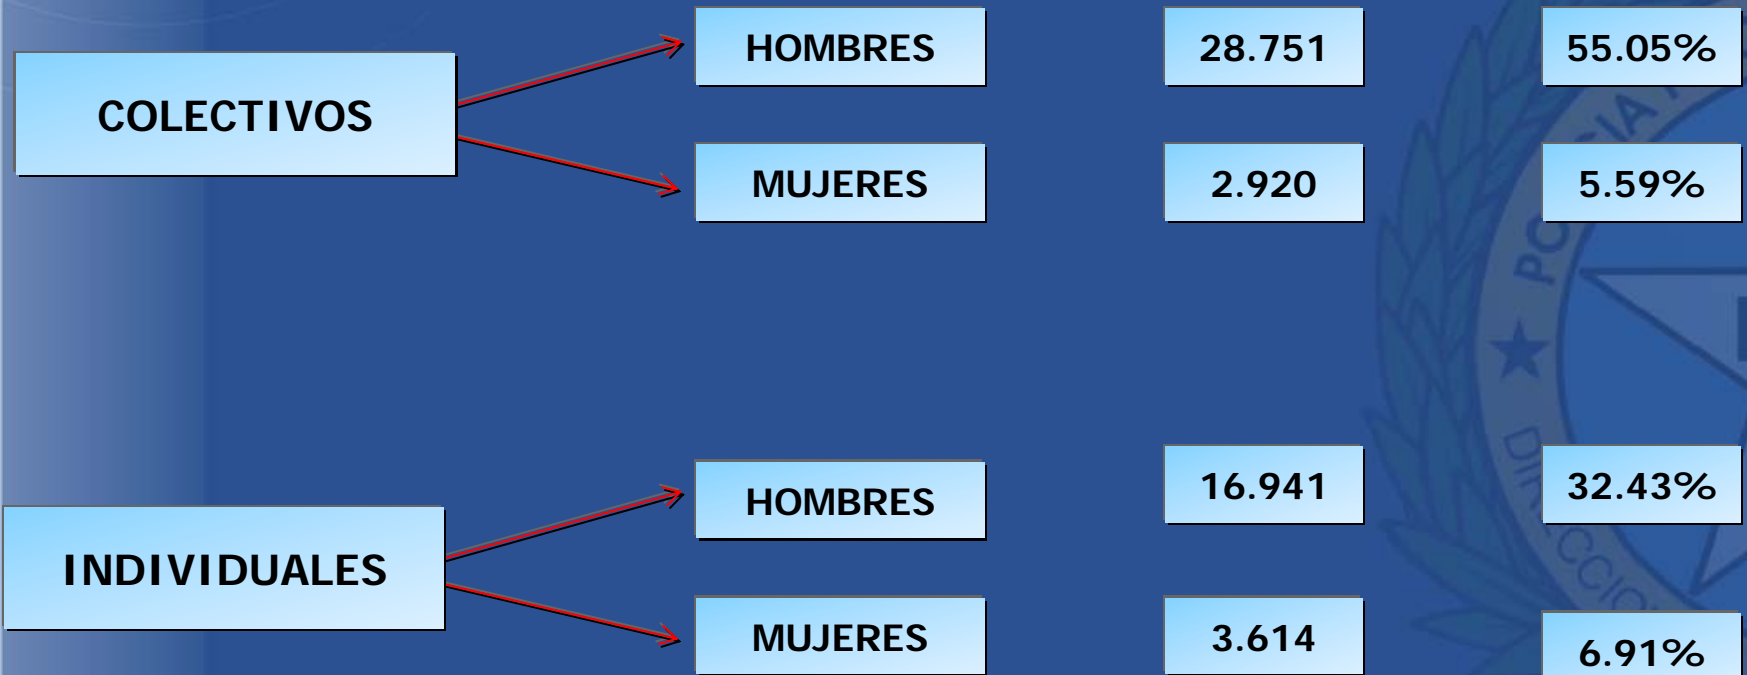 HOMBRES 28.751 55.05%
COLECTIVOS
MUJERES 2.920 5.59%
HOMBRES 16.941 32.43%
INDIVIDUALES
MUJERES 3.614 6.91%